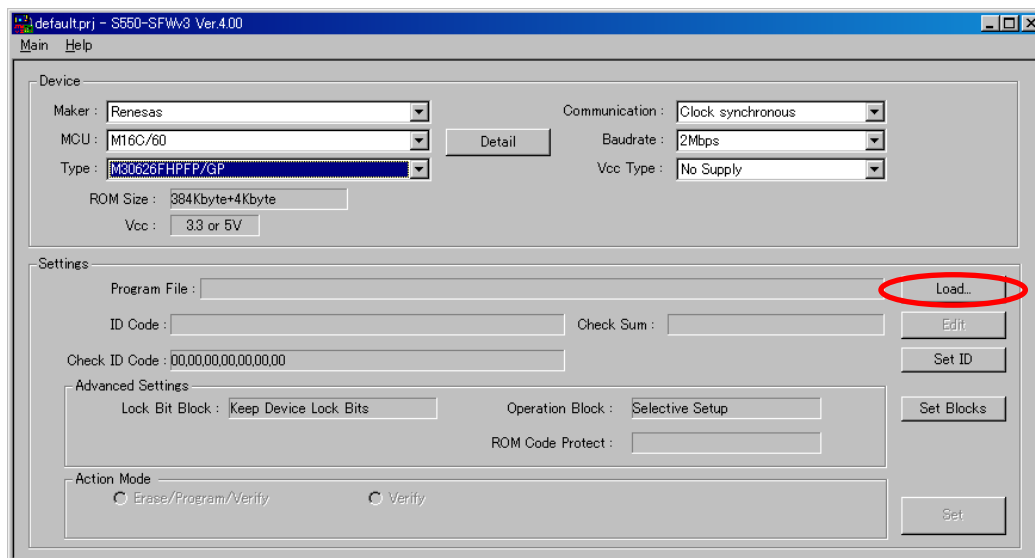 default.prj - S550-SFWv3 Ver.4.00
Main Help
Device
Maker : Renesas Communication : Clock synchronous
MCU : M16C/60 Detail Baudrate : 2Mbps
Type : M30626FHPFP/GP Vcc Type : No Supply
ROM Size : 384Kbyte+4Kbyte
Vcc : 3.3 or 5V
Settings
Program File : Load...
ID Code : Check Sum : Edit
Check ID Code : 00,00,00,00,00,00,00 Set ID
Advanced Settings
Lock Bit Block : Keep Device Lock Bits Operation Block : Selective Setup Set Blocks
ROM Code Protect :
Action Mode
Erase/Program/Verify Verify
Set